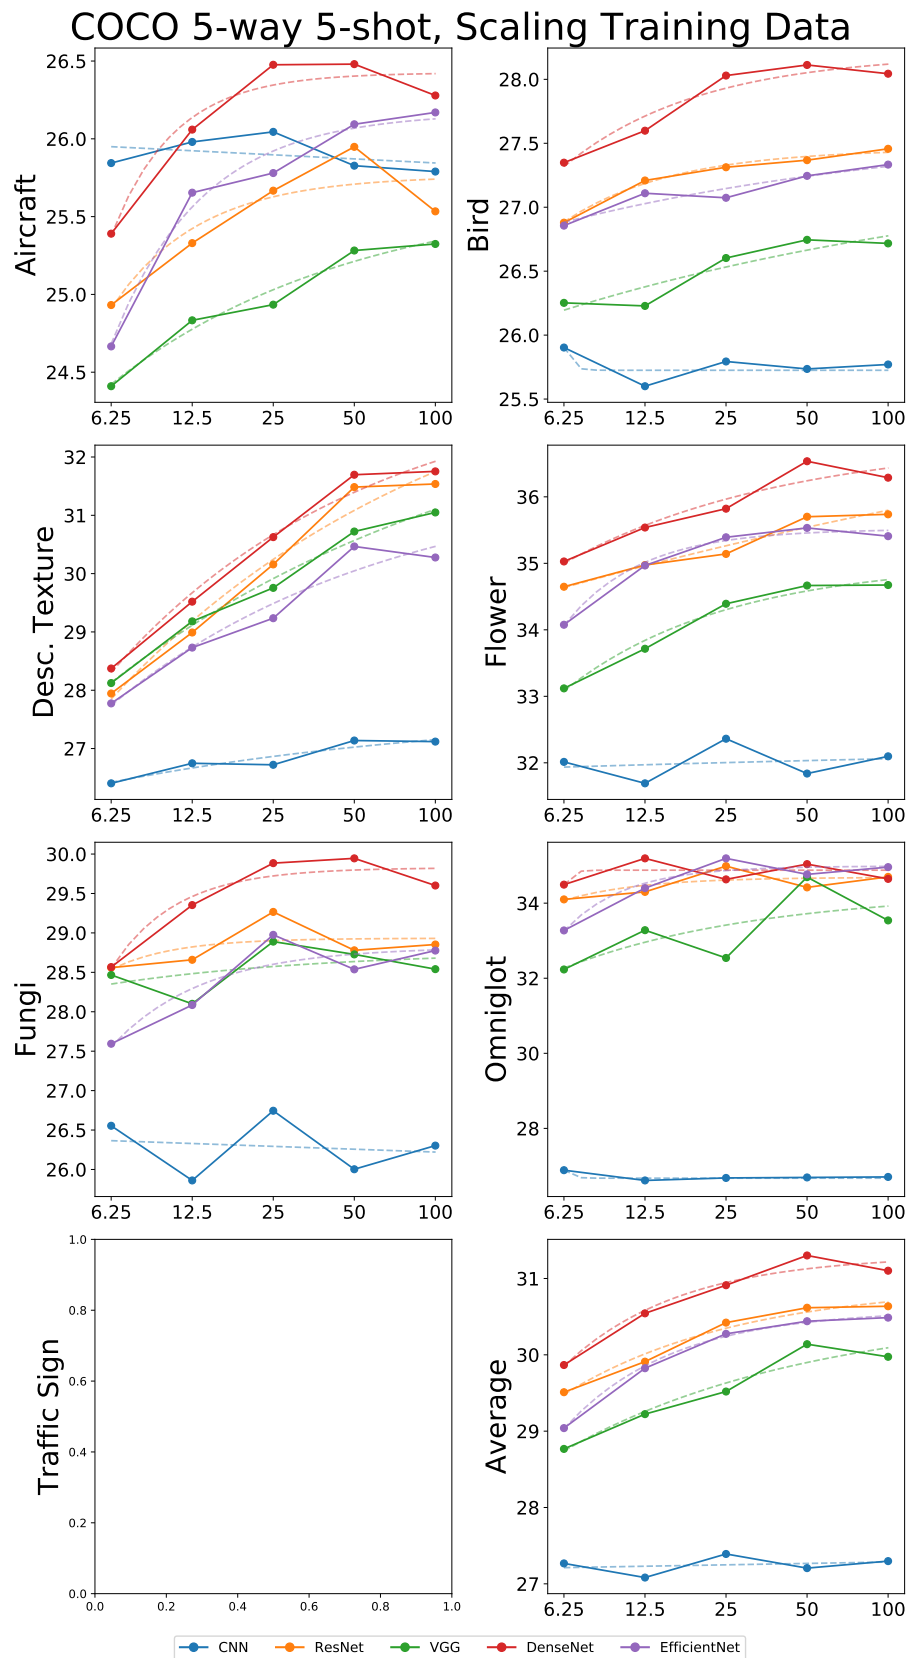 COCO 5-way 5-shot, Scaling Training Data
Aircraft
26.5
26.0
25.5
25.0
24.5
6.25 12.5 25 50 100
Bird
28.0
27.5
27.0
26.5
26.0
25.5
6.25 12.5 25 50 100
Desc. Texture
32
31
30
29
28
27
6.25 12.5 25 50 100
Flower
36
35
34
33
32
6.25 12.5 25 50 100
Fungi
30.0
29.5
29.0
28.5
28.0
27.5
27.0
26.5
26.0
6.25 12.5 25 50 100
Omniglot
34
32
30
28
6.25 12.5 25 50 100
Traffic Sign
1.0
0.8
0.6
0.4
0.2
0.0
0.0 0.2 0.4 0.6 0.8 1.0
Average
31
30
29
28
27
6.25 12.5 25 50 100
CNN ResNet VGG DenseNet EfficientNet